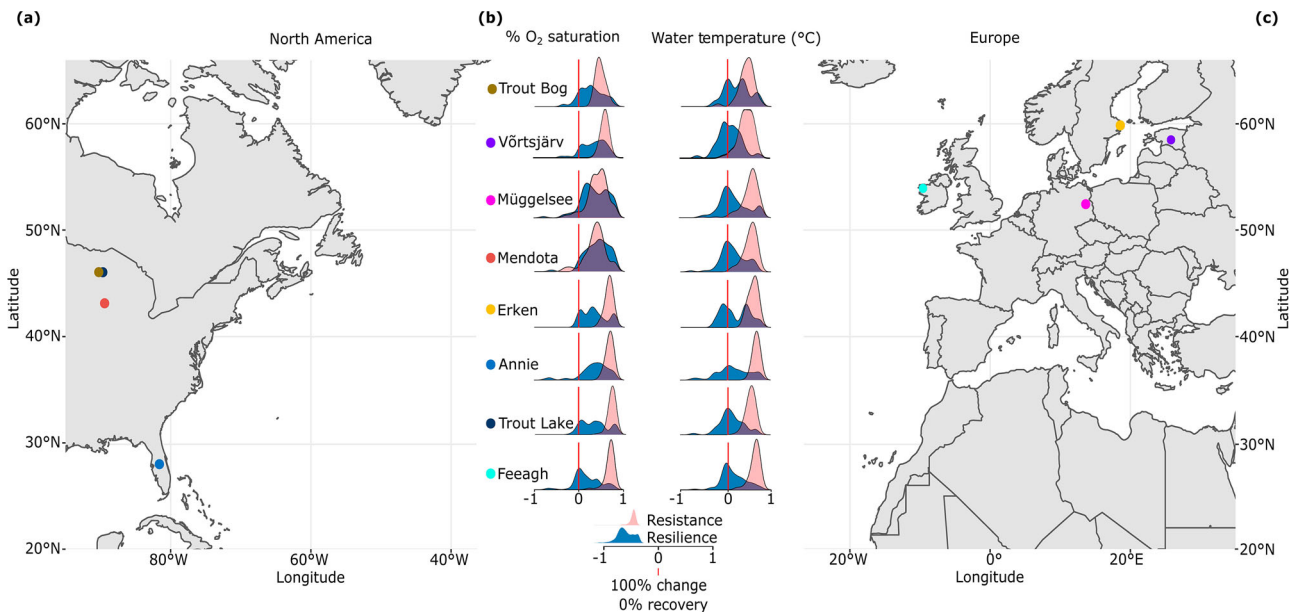 (a)
(b)
(c)
North America
% O₂ saturation
Water temperature (°C)
Europe
Trout Bog
Võrtsjärv
Müggelsee
Mendota
Erken
Annie
Trout Lake
Feeagh
60°N
50°N
40°N
30°N
20°N
Latitude
80°W
60°W
40°W
Longitude
-1
0
1
-1
0
1
Resistance
Resilience
-1
0
1
100% change
0% recovery
20°W
0°
20°E
Longitude
60°N
50°N
40°N
30°N
20°N
Latitude